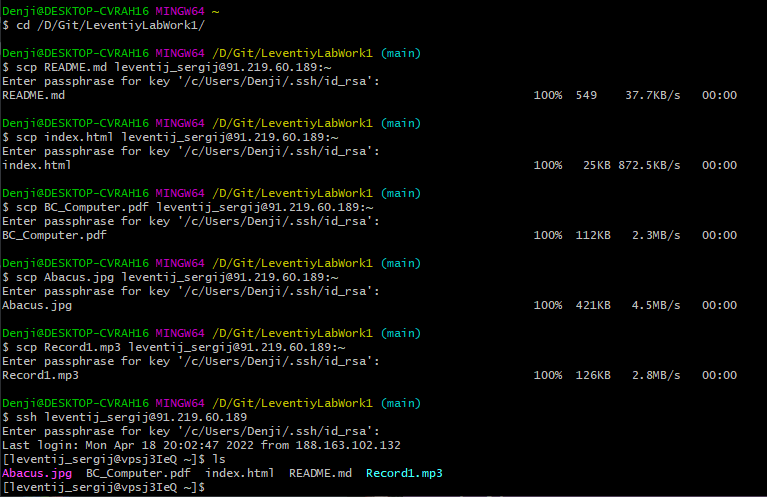 Denji@DESKTOP-CVRAH16 MINGW64 ~
$ cd /D/Git/LeventiyLabWork1/
Denji@DESKTOP-CVRAH16 MINGW64 /D/Git/LeventiyLabWork1 (main)
$ scp README.md leventij_sergij@91.219.60.189:~
Enter passphrase for key '/c/Users/Denji/.ssh/id_rsa':
README.md 100% 549 37.7KB/s 00:00
Denji@DESKTOP-CVRAH16 MINGW64 /D/Git/LeventiyLabWork1 (main)
$ scp index.html leventij_sergij@91.219.60.189:~
Enter passphrase for key '/c/Users/Denji/.ssh/id_rsa':
index.html 100% 25KB 872.5KB/s 00:00
Denji@DESKTOP-CVRAH16 MINGW64 /D/Git/LeventiyLabWork1 (main)
$ scp BC_Computer.pdf leventij_sergij@91.219.60.189:~
Enter passphrase for key '/c/Users/Denji/.ssh/id_rsa':
BC_Computer.pdf 100% 112KB 2.3MB/s 00:00
Denji@DESKTOP-CVRAH16 MINGW64 /D/Git/LeventiyLabWork1 (main)
$ scp Abacus.jpg leventij_sergij@91.219.60.189:~
Enter passphrase for key '/c/Users/Denji/.ssh/id_rsa':
Abacus.jpg 100% 421KB 4.5MB/s 00:00
Denji@DESKTOP-CVRAH16 MINGW64 /D/Git/LeventiyLabWork1 (main)
$ scp Record1.mp3 leventij_sergij@91.219.60.189:~
Enter passphrase for key '/c/Users/Denji/.ssh/id_rsa':
Record1.mp3 100% 126KB 2.8MB/s 00:00
Denji@DESKTOP-CVRAH16 MINGW64 /D/Git/LeventiyLabWork1 (main)
$ ssh leventij_sergij@91.219.60.189
Enter passphrase for key '/c/Users/Denji/.ssh/id_rsa':
Last login: Mon Apr 18 20:02:47 2022 from 188.163.102.132
[leventij_sergij@vpsj3IeQ ~]$ ls
Abacus.jpg BC_Computer.pdf index.html README.md Record1.mp3
[leventij_sergij@vpsj3IeQ ~]$